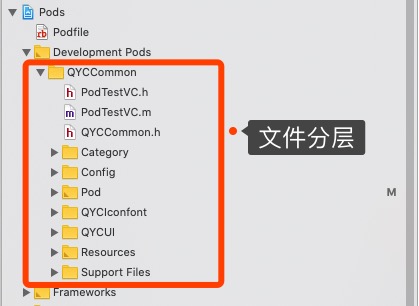 Pods
Podfile
Development Pods
QYCCommon
PodTestVC.h
PodTestVC.m
QYCCommon.h
文件分层
Category
Config
Pod
M
QYCIconfont
QYCUI
Resources
Support Files
Frameworks